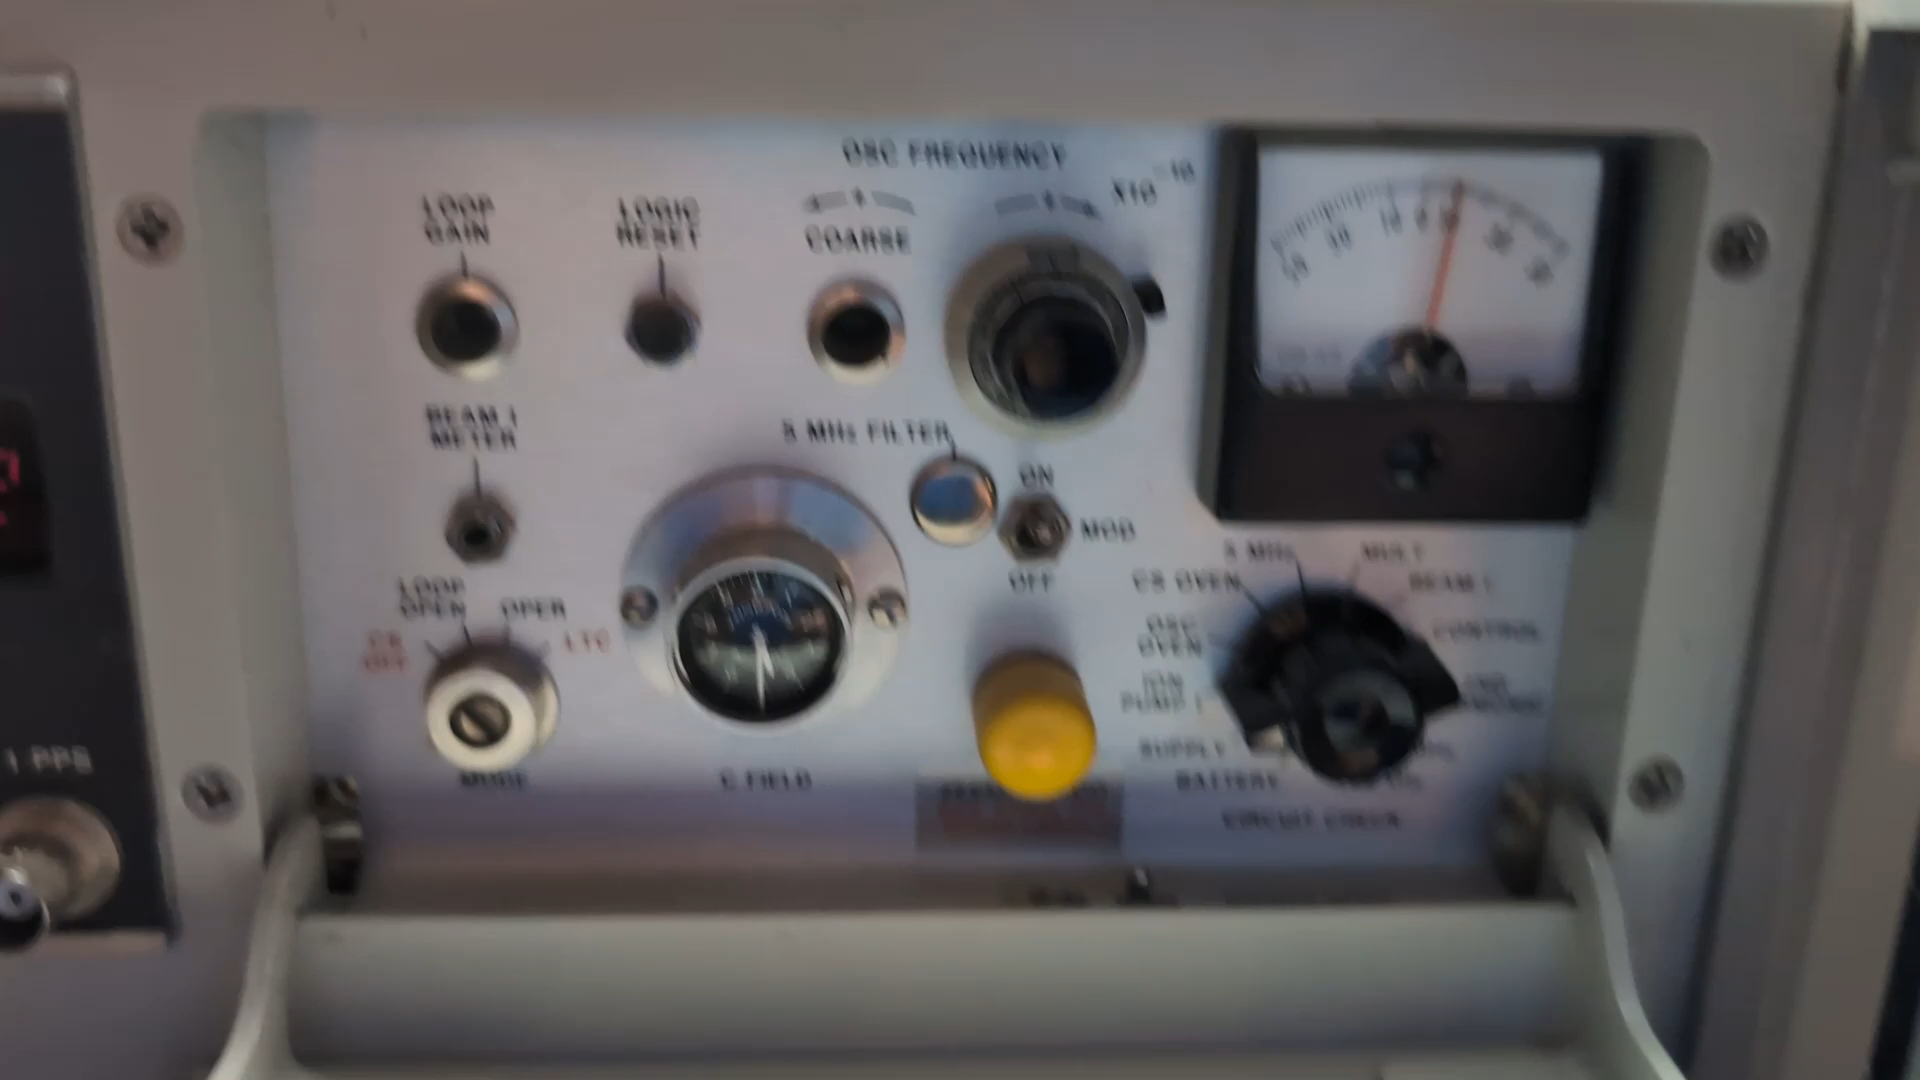 OSC FREQUENCY
X10 -10
LOOP
GAIN
LOGIC
RESET
COARSE
BEAM I
METER
5 MHz FILTER
ON
MOD
OFF
LOOP
OPEN
OPER
CS
OFF
LTC
MODE
C FIELD
5 MHz
MULT
CS OVEN
BEAM I
OSC
OVEN
CONTROL
ION
PUMP I
SUPPLY
BATTERY
CIRCUIT CHECK
1 PPS